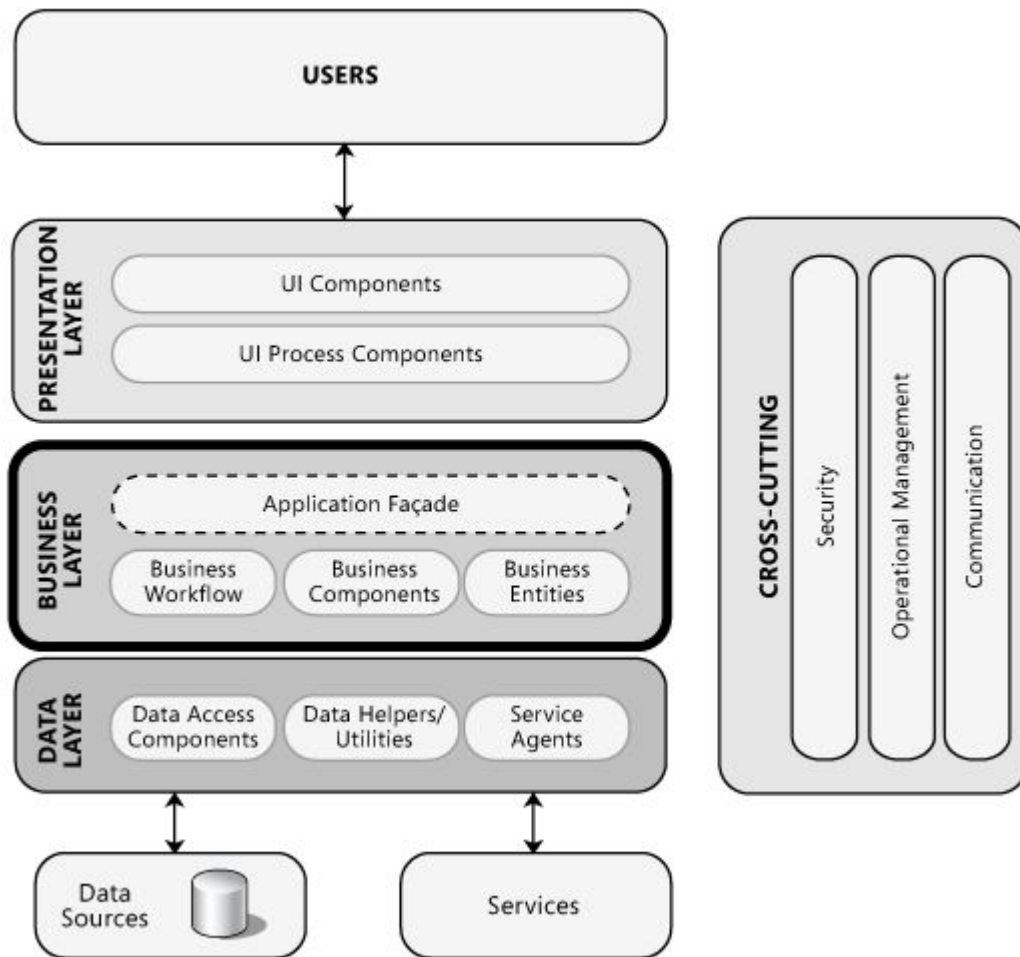 USERS
PRESENTATION
LAYER
UI Components
UI Process Components
BUSINESS
LAYER
Application Façade
Business
Workflow
Business
Components
Business
Entities
DATA
LAYER
Data Access
Components
Data Helpers/
Utilities
Service
Agents
Data
Sources
Services
CROSS-CUTTING
Security
Operational Management
Communication